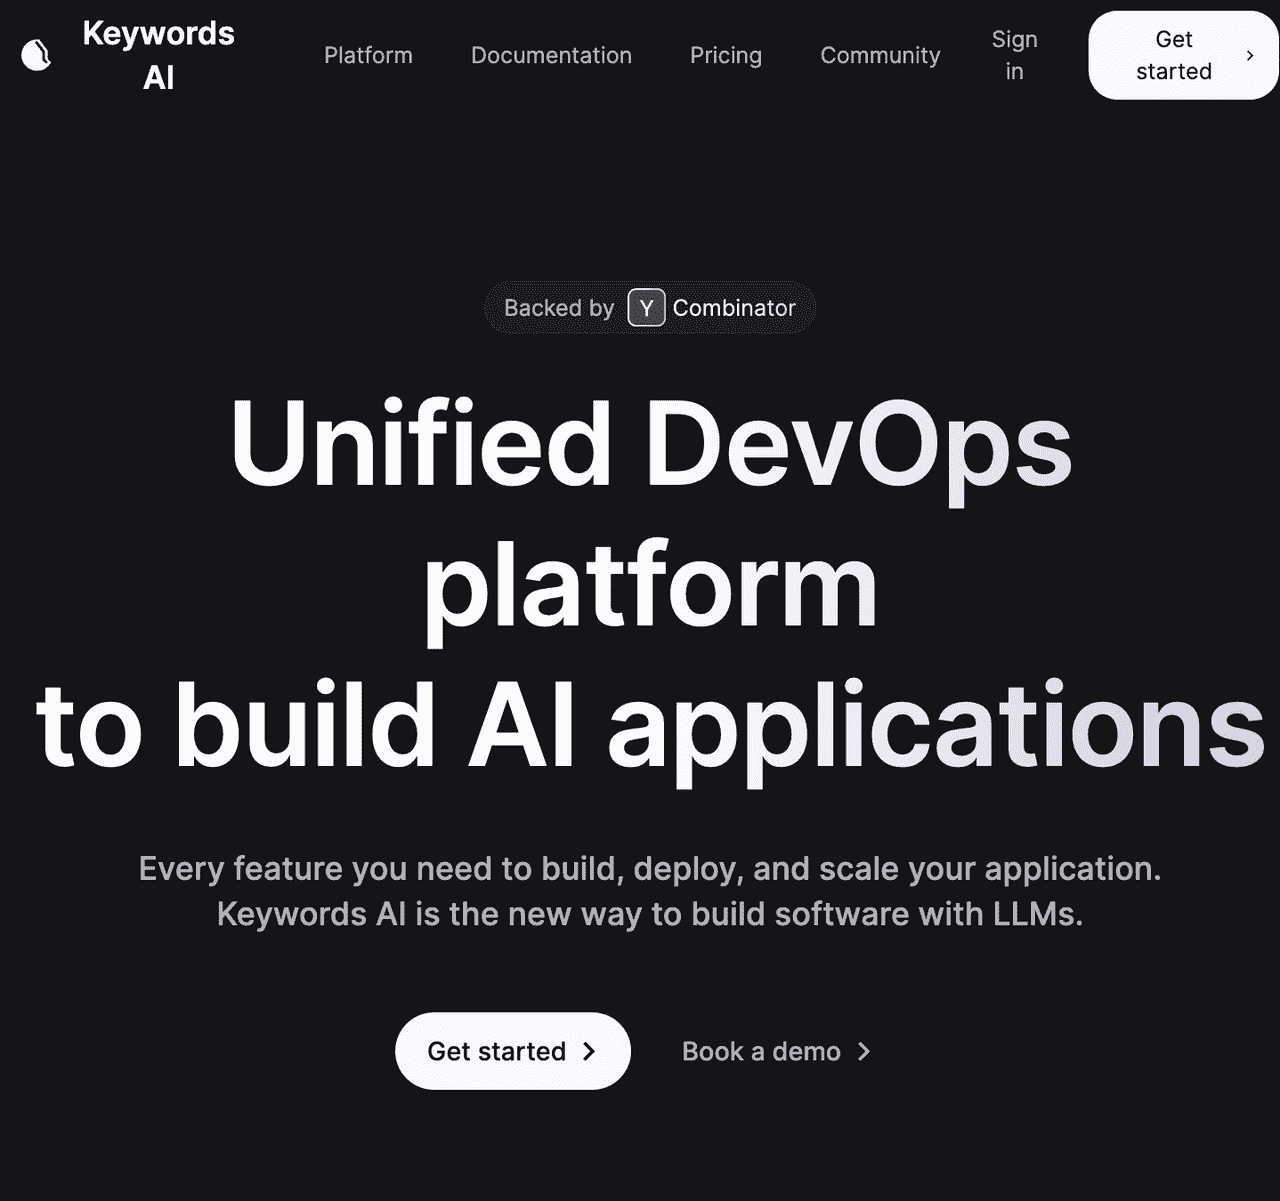 Keywords
AI
Platform
Documentation
Pricing
Community
Sign
in
Get
started
Backed by Y Combinator
Unified DevOps
platform
to build AI applications
Every feature you need to build, deploy, and scale your application.
Keywords AI is the new way to build software with LLMs.
Get started
Book a demo